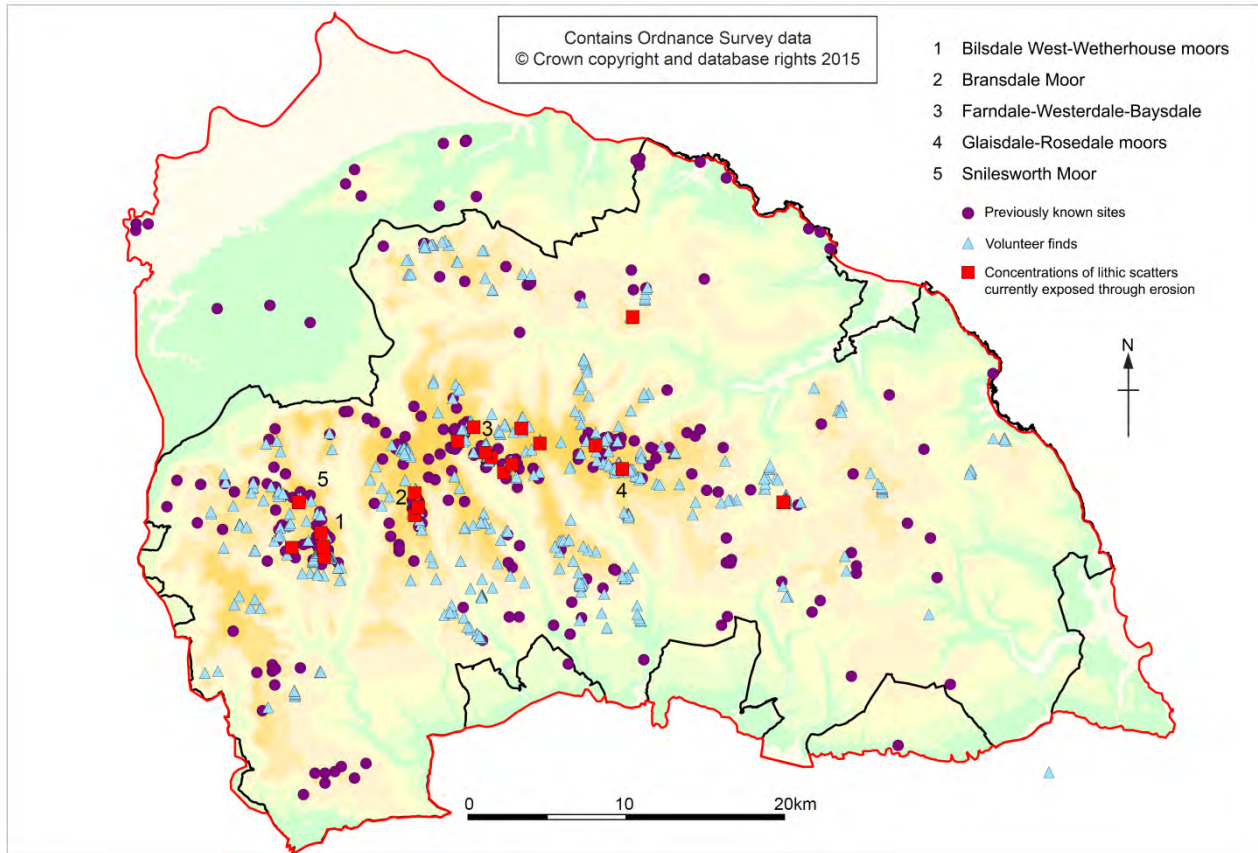 Contains Ordnance Survey data
© Crown copyright and database rights 2015
1 Bilsdale West-Wetherhouse moors
2 Bransdale Moor
3 Farndale-Westerdale-Baysdale
4 Glaisdale-Rosedale moors
5 Snilesworth Moor
Previously known sites
Volunteer finds
Concentrations of lithic scatters
currently exposed through erosion
N
3
5
4
2
1
0 10 20km